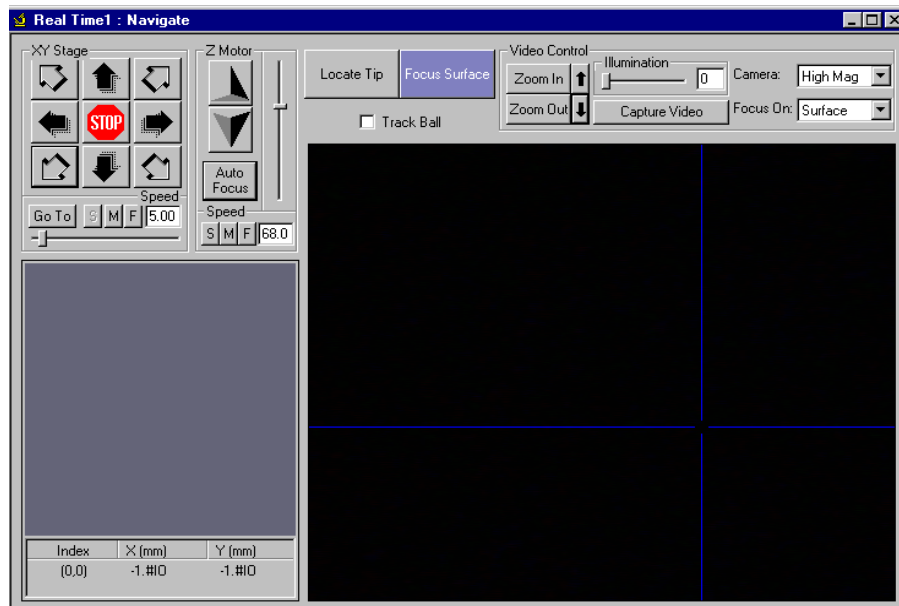 Real Time1 : Navigate
XY Stage
STOP
Speed
Go To S M F 5.00
Z Motor
Auto
Focus
Speed
S M F 68.0
Locate Tip Focus Surface
Track Ball
Video Control
Zoom In
Zoom Out
Illumination
0
Capture Video
Camera: High Mag
Focus On: Surface
Index X (mm) Y (mm)
(0,0) -1.#IO -1.#IO